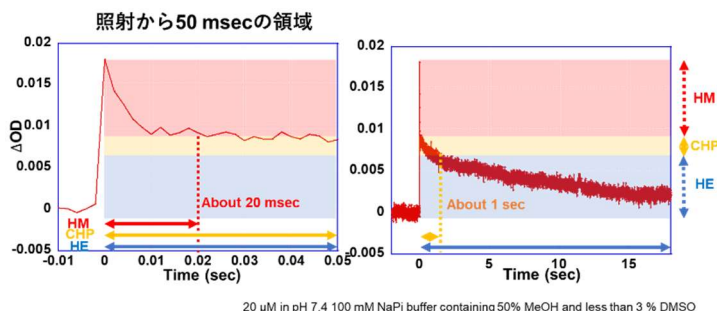 照射から50 msecの領域
0.02
0.015
0.01
0.005
0
-0.005
ΔOD
HM
CHP
HE
About 20 msec
-0.01
0
0.01
0.02
0.03
0.04
0.05
Time (sec)
0.02
0.015
0.01
0.005
0
0.005
About 1 sec
0
5
10
15
Time (sec)
HM
CHP
HE
20 μM in pH 7.4 100 mM NaPi buffer containing 50% MeOH and less than 3 % DMSO